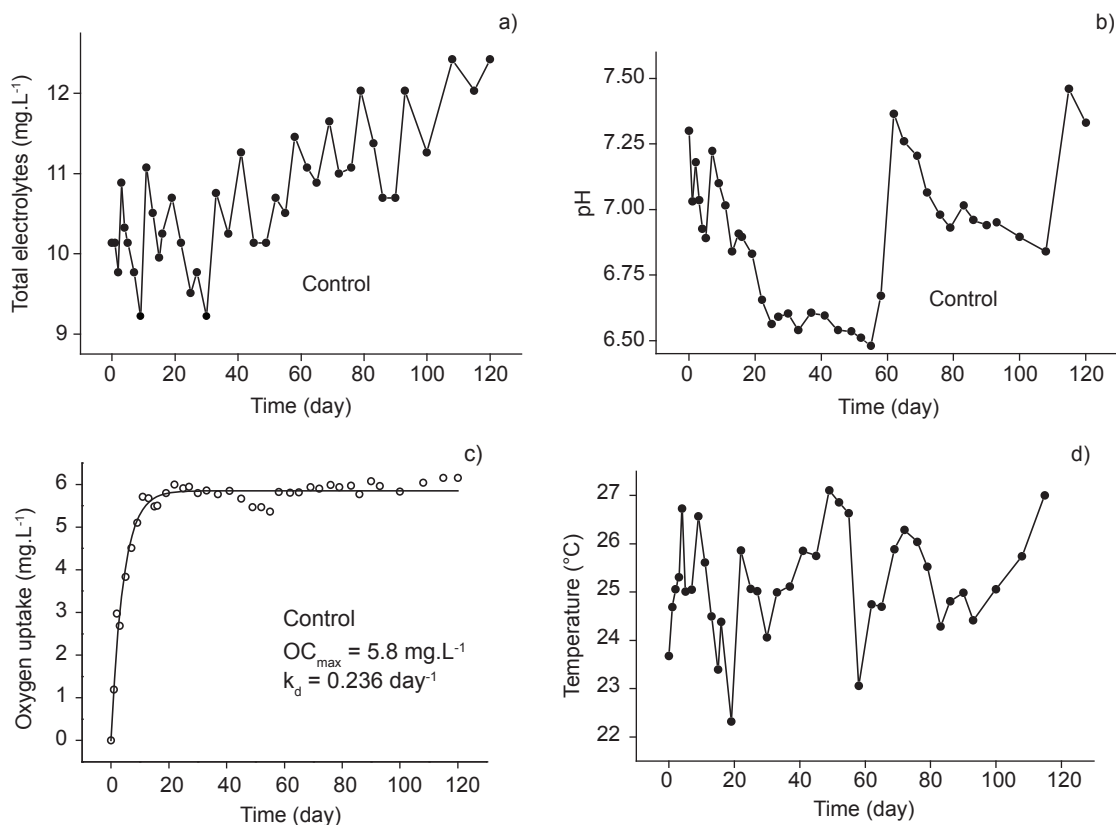 a)
Total electrolytes (mg.L⁻¹)
12
11
10
9
Control
0 20 40 60 80 100 120
Time (day)
b)
pH
7.50
7.25
7.00
6.75
6.50
Control
0 20 40 60 80 100 120
Time (day)
c)
Oxygen uptake (mg.L⁻¹)
6
5
4
3
2
1
0
Control
OCmax = 5.8 mg.L⁻¹
kd = 0.236 day⁻¹
0 20 40 60 80 100 120
Time (day)
d)
Temperature (°C)
27
26
25
24
23
22
0 20 40 60 80 100 120
Time (day)